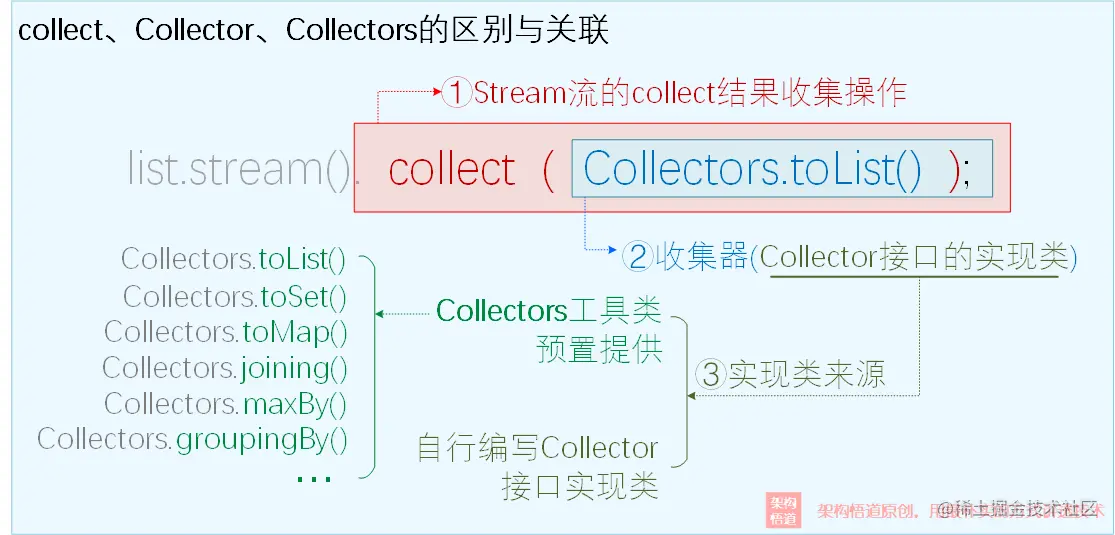 collect、Collector、Collectors的区别与关联
①Stream流的collect结果收集操作
list.stream(). collect ( Collectors.toList() );
②收集器(Collector接口的实现类)
Collectors.toList()
Collectors.toSet()
Collectors.toMap()
Collectors.joining()
Collectors.maxBy()
Collectors.groupingBy()
...
Collectors工具类
预置提供
③实现类来源
自行编写Collector
接口实现类
架构
悟道
架构悟道原创，用
@稀土掘金技术社区